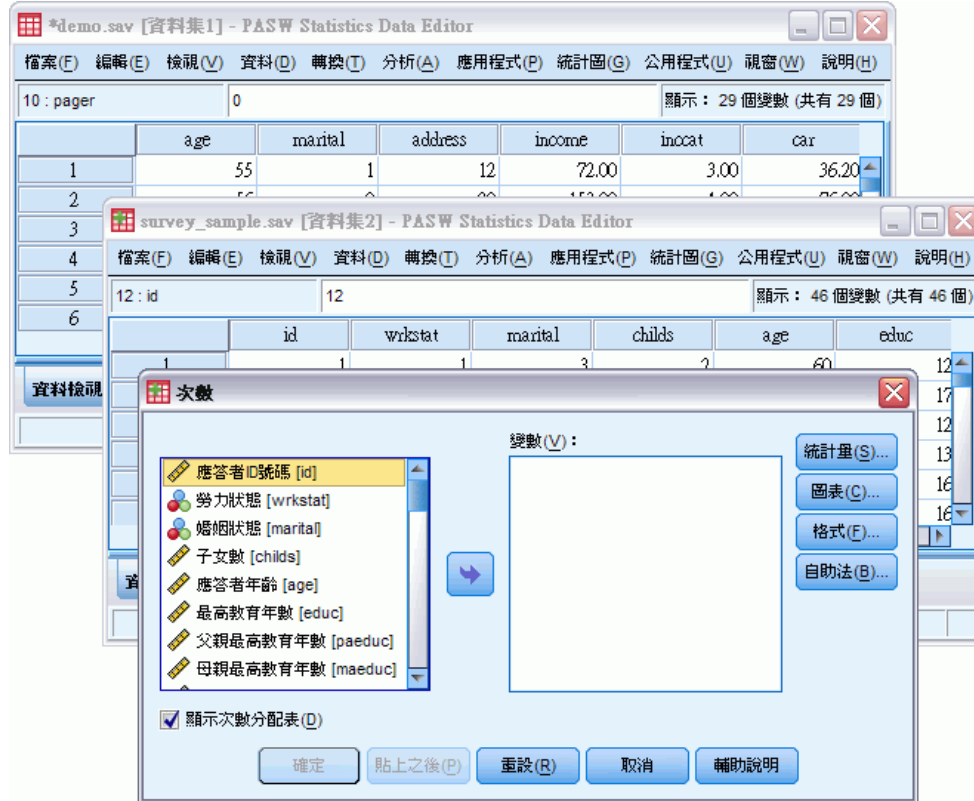 *demo.sav [資料集1] - PASW Statistics Data Editor
檔案(F) 編輯(E) 檢視(V) 資料(D) 轉換(T) 分析(A) 應用程式(P) 統計圖(G) 公用程式(U) 視窗(W) 說明(H)
10 : pager 0 顯示： 29 個變數 (共有 29 個)
age marital address income inccat car
1 55 1 12 72.00 3.00 36.20
2
3
4
5
6
資料檢視
survey_sample.sav [資料集2] - PASW Statistics Data Editor
檔案(F) 編輯(E) 檢視(V) 資料(D) 轉換(T) 分析(A) 應用程式(P) 統計圖(G) 公用程式(U) 視窗(W) 說明(H)
12 : id 12 顯示： 46 個變數 (共有 46 個)
id wrkstat marital childs age educ
1 1 1 3 2 60 12
17
12
13
16
16
次數
變數(V)：
應答者ID號碼 [id]
勞力狀態 [wrkstat]
婚姻狀態 [marital]
子女數 [childs]
應答者年齡 [age]
最高教育年數 [educ]
父親最高教育年數 [paeduc]
母親最高教育年數 [maeduc]
統計量(S)...
圖表(C)...
格式(F)...
自助法(B)...
顯示次數分配表(D)
確定 貼上之後(P) 重設(R) 取消 輔助說明